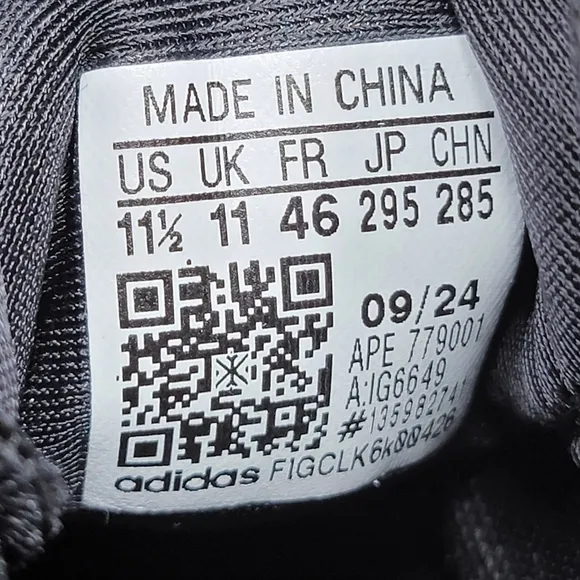 MADE IN CHINA
US UK FR JP CHN
11½ 11 46 295 285
09/24
APE 779001
A:IG6649
adidas F1GCLK6k00426